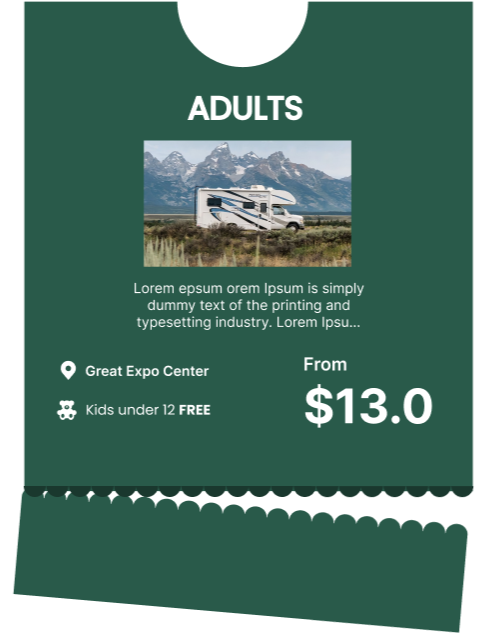 ADULTS
Lorem epsum orem Ipsum is simply
dummy text of the printing and
typesetting industry. Lorem Ipsu...
Great Expo Center
Kids under 12 FREE
From
$13.0